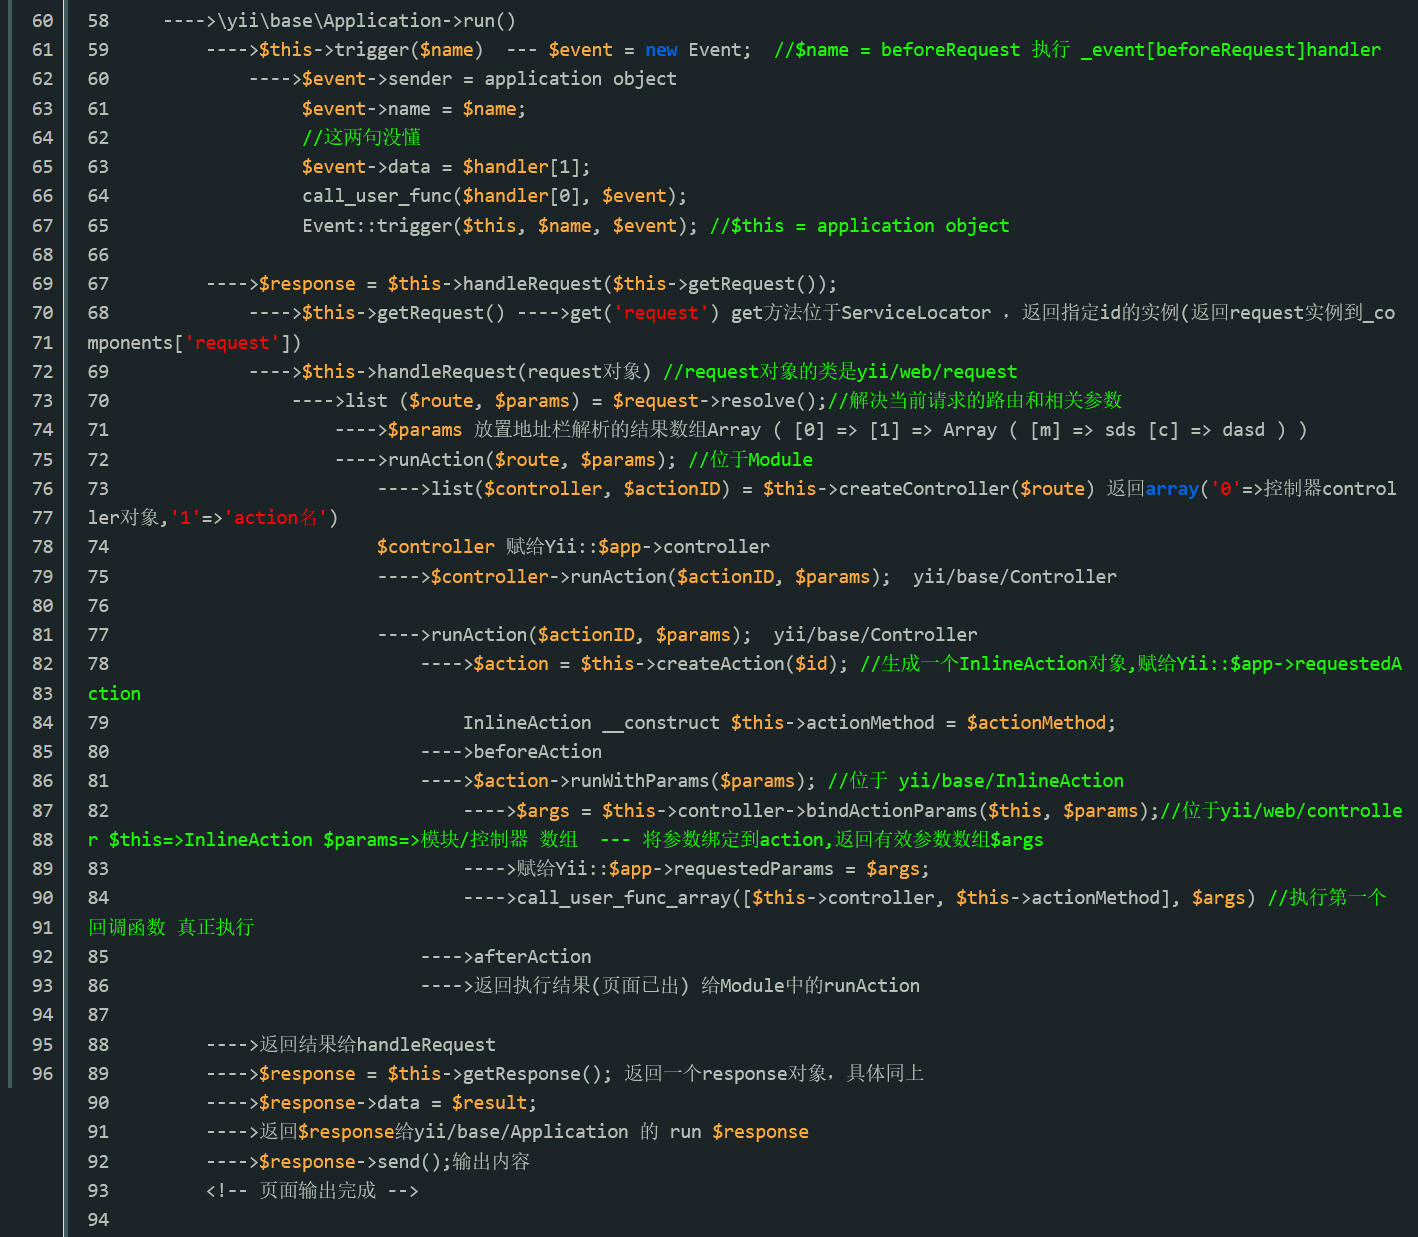 60 58 ---->\yii\base\Application->run()
61 59 ---->$this->trigger($name) --- $event = new Event; //$name = beforeRequest 执行 _event[beforeRequest]handler
62 60 ---->$event->sender = application object
63 61 $event->name = $name;
64 62 //这两句没懂
65 63 $event->data = $handler[1];
66 64 call_user_func($handler[0], $event);
67 65 Event::trigger($this, $name, $event); //$this = application object
68 66
69 67 ---->$response = $this->handleRequest($this->getRequest());
70 68 ---->$this->getRequest() ---->get('request') get方法位于ServiceLocator ，返回指定id的实例(返回request实例到_co
71 mponents['request'])
72 69 ---->$this->handleRequest(request对象) //request对象的类是yii/web/request
73 70 ---->list ($route, $params) = $request->resolve();//解决当前请求的路由和相关参数
74 71 ---->$params 放置地址栏解析的结果数组Array ( [0] => [1] => Array ( [m] => sds [c] => dasd ) )
75 72 ---->runAction($route, $params); //位于Module
76 73 ---->list($controller, $actionID) = $this->createController($route) 返回array('0'=>控制器control
77 ler对象,'1'=>'action名')
78 74 $controller 赋给Yii::$app->controller
79 75 ---->$controller->runAction($actionID, $params); yii/base/Controller
80 76
81 77 ---->runAction($actionID, $params); yii/base/Controller
82 78 ---->$action = $this->createAction($id); //生成一个InlineAction对象,赋给Yii::$app->requestedA
83 ction
84 79 InlineAction __construct $this->actionMethod = $actionMethod;
85 80 ---->beforeAction
86 81 ---->$action->runWithParams($params); //位于 yii/base/InlineAction
87 82 ---->$args = $this->controller->bindActionParams($this, $params);//位于yii/web/controlle
88 r $this=>InlineAction $params=>模块/控制器 数组 --- 将参数绑定到action,返回有效参数数组$args
89 83 ---->赋给Yii::$app->requestedParams = $args;
90 84 ---->call_user_func_array([$this->controller, $this->actionMethod], $args) //执行第一个
91 回调函数 真正执行
92 85 ---->afterAction
93 86 ---->返回执行结果(页面已出) 给Module中的runAction
94 87
95 88 ---->返回结果给handleRequest
96 89 ---->$response = $this->getResponse(); 返回一个response对象，具体同上
90 ---->$response->data = $result;
91 ---->返回$response给yii/base/Application 的 run $response
92 ---->$response->send();输出内容
93 <!-- 页面输出完成 -->
94